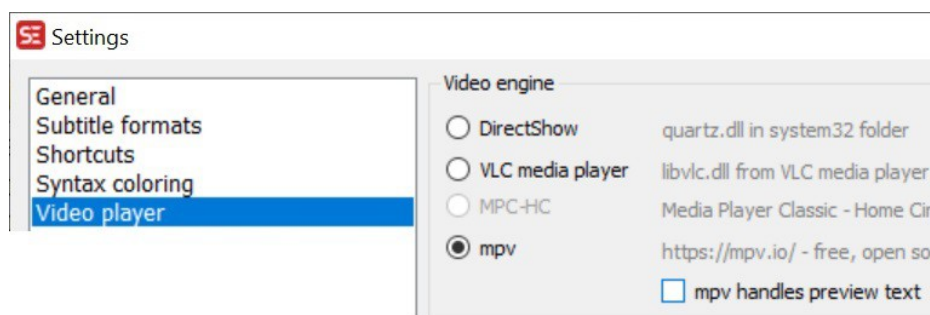 SE Settings
General
Subtitle formats
Shortcuts
Syntax coloring
Video player
Video engine
DirectShow quartz.dll in system32 folder
VLC media player libvlc.dll from VLC media player
MPC-HC Media Player Classic - Home
mpv https://mpv.io/ - free, open
mpv handles preview text